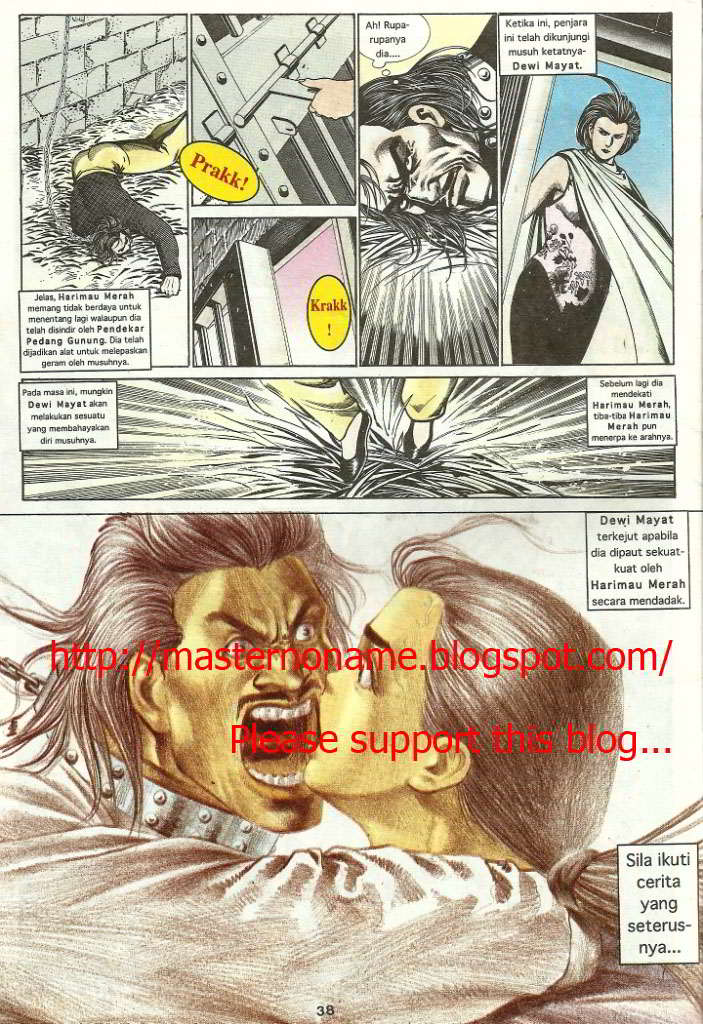 Jelas, Harimau Merah
memang tidak berdaya untuk
menentang lagi walaupun dia
telah disindir oleh Pendekar
Pedang Gunung. Dia telah
dijadikan alat untuk melepaskan
geram oleh musuhnya.
Prakk!
Krakk
!
Ah! Rupa-
rupanya
dia....
Ketika ini, penjara
ini telah dikunjungi
musuh ketatnya-
Dewi Mayat.
Pada masa ini, mungkin
Dewi Mayat akan
melakukan sesuatu
yang membahayakan
diri musuhnya.
Sebelum lagi dia
mendekati
Harimau Merah,
tiba-tiba Harimau
Merah pun
menerpa ke arahnya.
Dewi Mayat
terkejut apabila
dia dipaut sekuat-
kuat oleh
Harimau Merah
secara mendadak.
http://masternoname.blogspot.com/
Please support this blog...
Sila ikuti
cerita
yang
seterus-
nya...
38